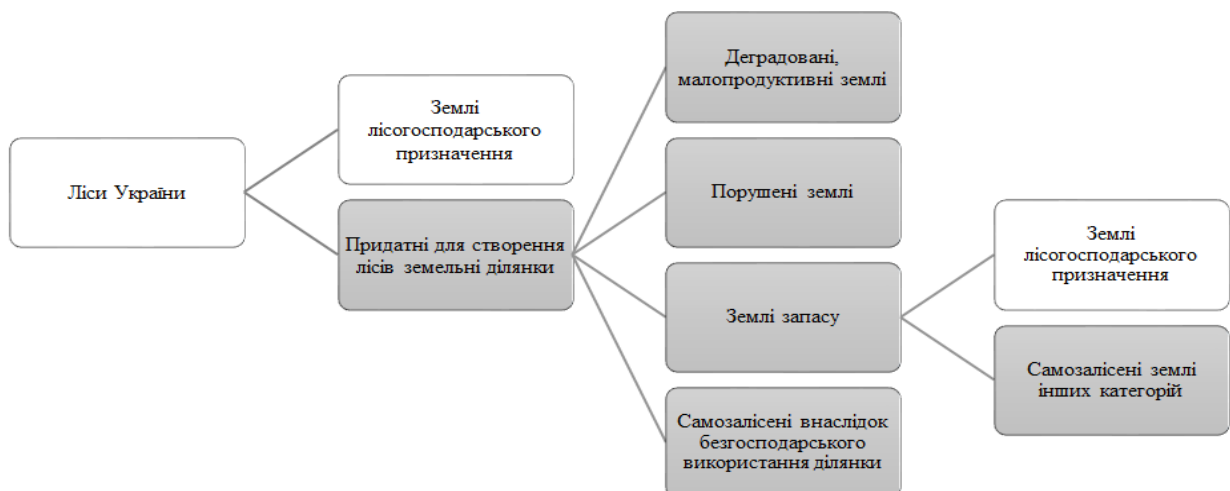 Ліси України
Землі
лісогосподарського
призначення
Придатні для створення
лісів земельні ділянки
Деградовані,
малопродуктивні землі
Порушені землі
Землі запасу
Самозалісені внаслідок
безгосподарського
використання ділянки
Землі
лісогосподарського
призначення
Самозалісені землі
інших категорій